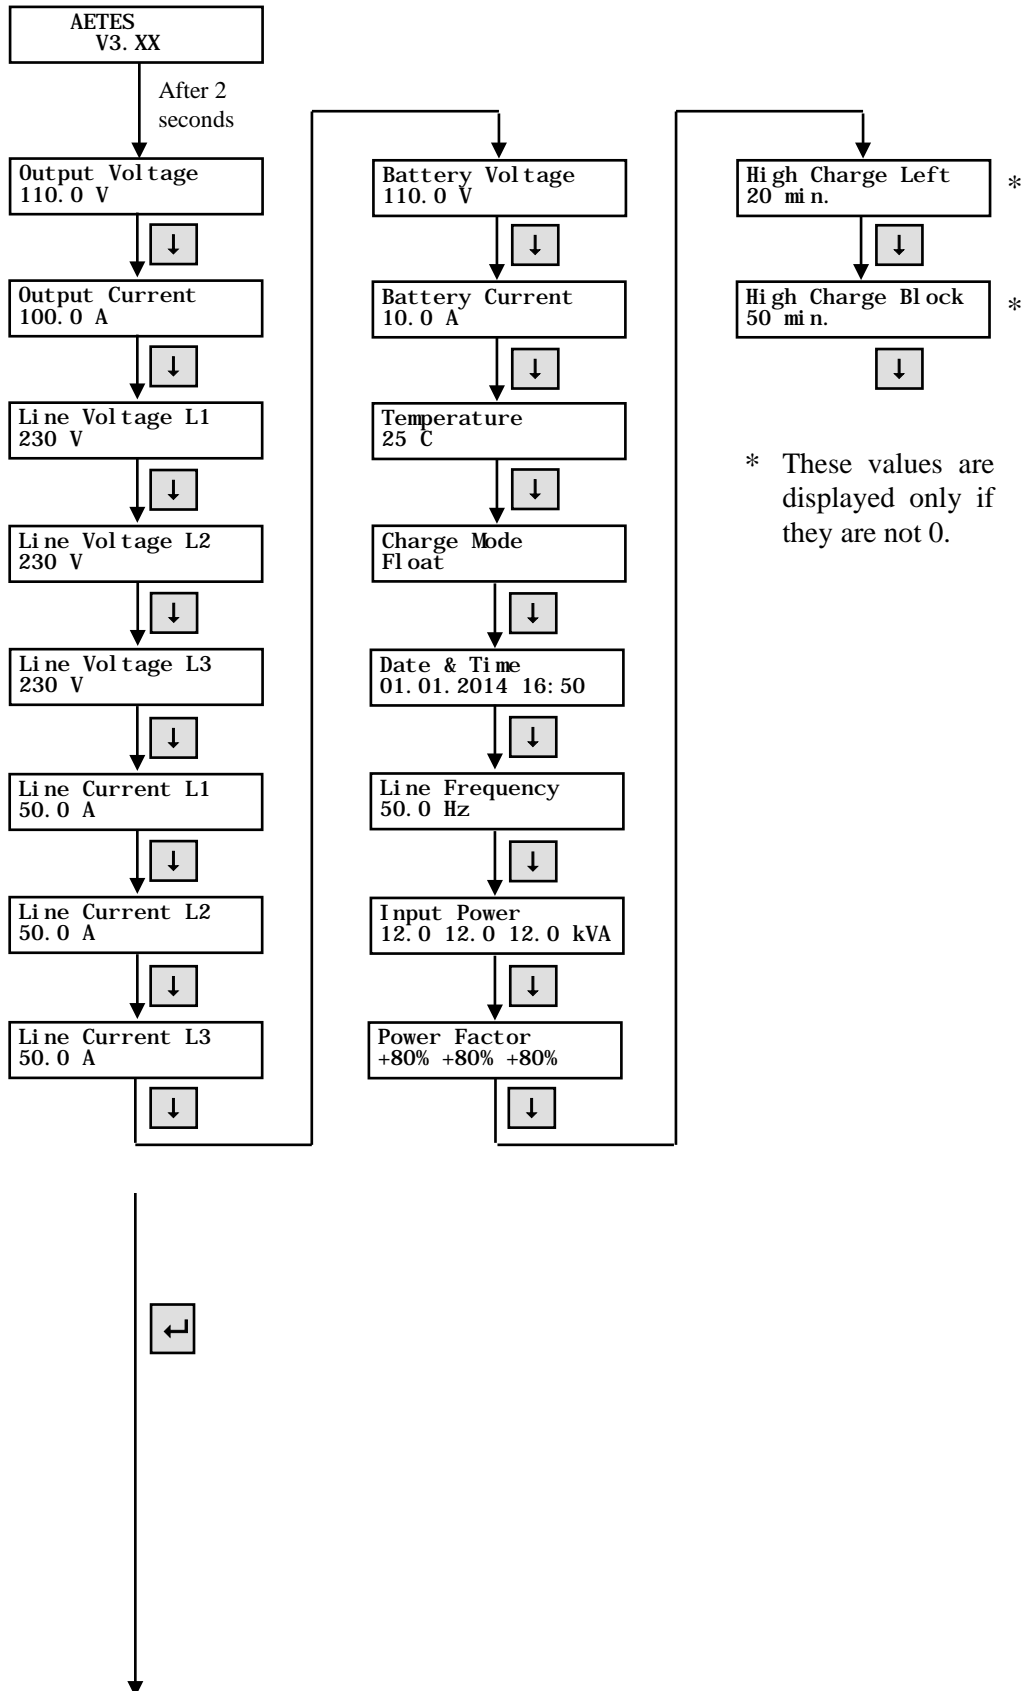 AETES
V3.XX
After 2
seconds
Output Voltage
110.0 V
↓
Output Current
100.0 A
↓
Line Voltage L1
230 V
↓
Line Voltage L2
230 V
↓
Line Voltage L3
230 V
↓
Line Current L1
50.0 A
↓
Line Current L2
50.0 A
↓
Line Current L3
50.0 A
↓
Battery Voltage
110.0 V
↓
Battery Current
10.0 A
↓
Temperature
25 C
↓
Charge Mode
Float
↓
Date & Time
01.01.2014 16:50
↓
Line Frequency
50.0 Hz
↓
Input Power
12.0 12.0 12.0 kVA
↓
Power Factor
+80% +80% +80%
↓
High Charge Left *
20 min.
↓
High Charge Block *
50 min.
↓
* These values are
displayed only if
they are not 0.
↵